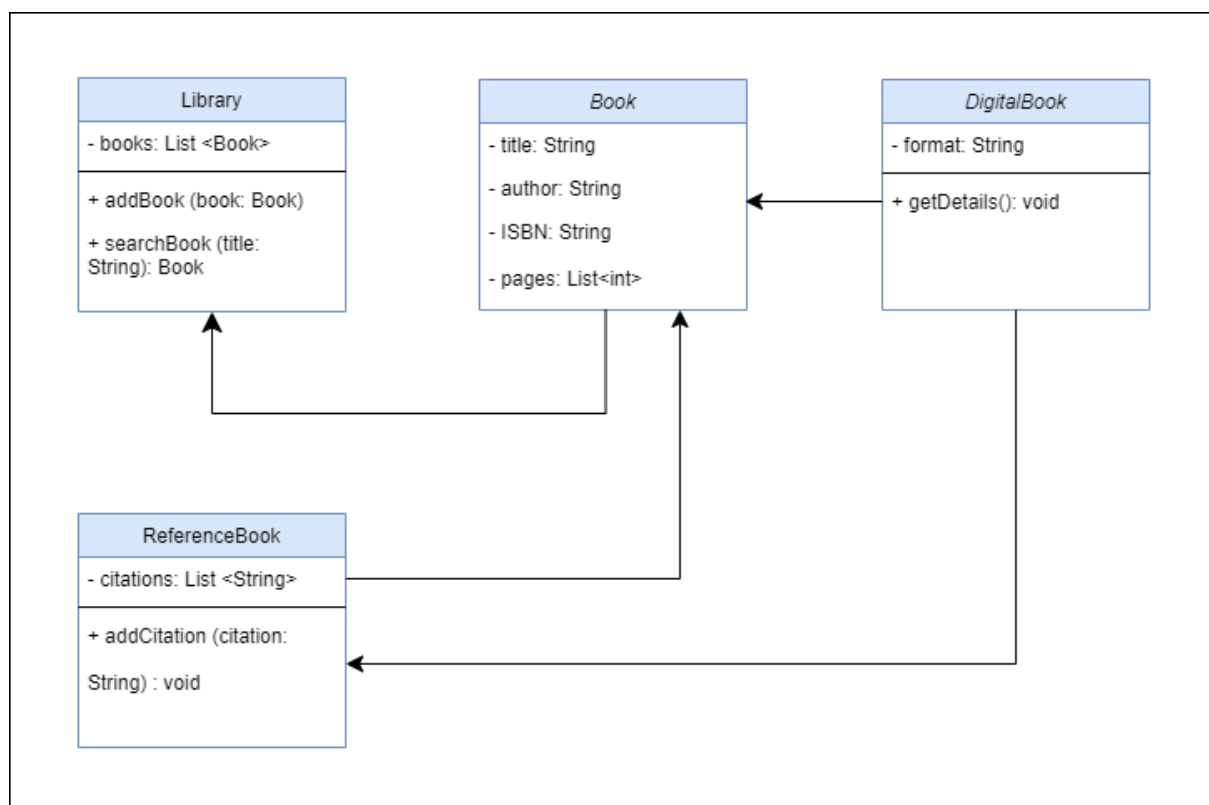 Library
- books: List <Book>
+ addBook (book: Book)
+ searchBook (title:
String): Book
Book
- title: String
- author: String
- ISBN: String
- pages: List<int>
DigitalBook
- format: String
+ getDetails(): void
ReferenceBook
- citations: List <String>
+ addCitation (citation:
String) : void